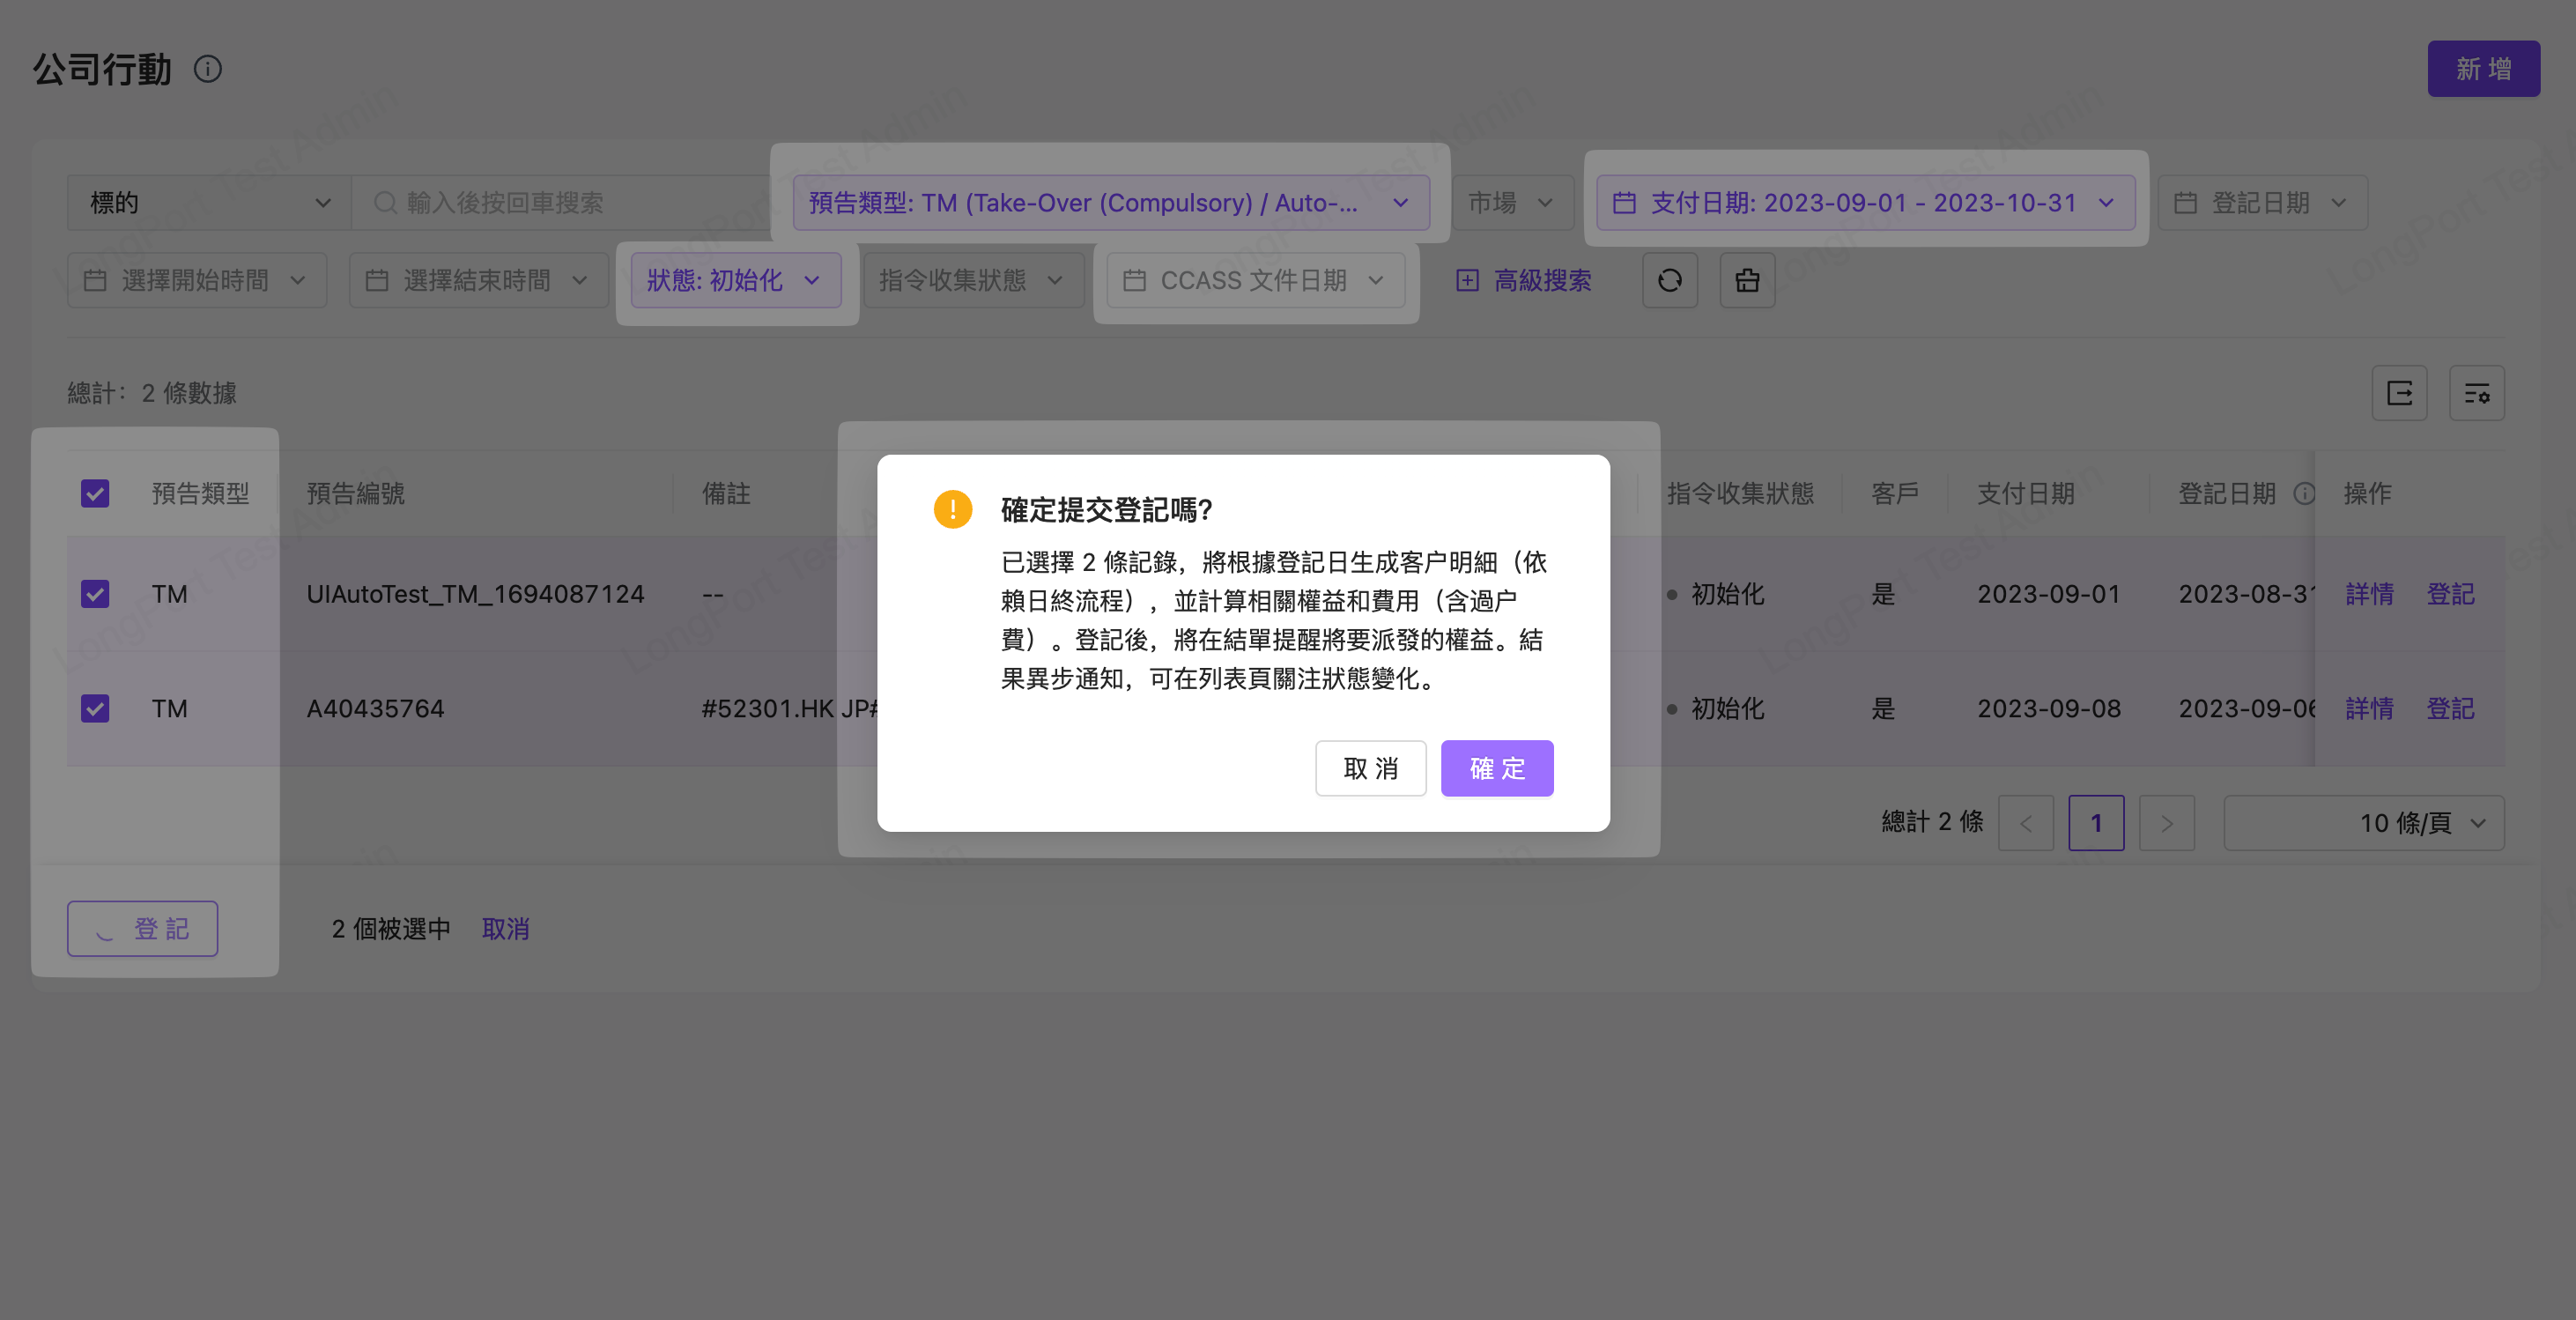 公司行動
新 增
標的
輸入後按回車搜索
預告類型: TM (Take-Over (Compulsory) / Auto-...
市場
支付日期: 2023-09-01 - 2023-10-31
登記日期
選擇開始時間
選擇結束時間
狀態: 初始化
指令收集狀態
CCASS 文件日期
高級搜索
總計: 2 條數據
預告類型
預告編號
備註
指令收集狀態
客戶
支付日期
登記日期
操作
TM
UIAutoTest_TM_1694087124
--
初始化
是
2023-09-01
2023-08-31
詳情
登記
TM
A40435764
#52301.HK JP#
初始化
是
2023-09-08
2023-09-06
詳情
登記
確定提交登記嗎?
已選擇 2 條記錄，將根據登記日生成客户明細（依
賴日終流程），並計算相關權益和費用（含過户
費）。登記後，將在結單提醒將要派發的權益。結
果異步通知，可在列表頁關注狀態變化。
取 消
確 定
總計 2 條
1
10 條/頁
登 記
2 個被選中
取消
LongPort Test Admin